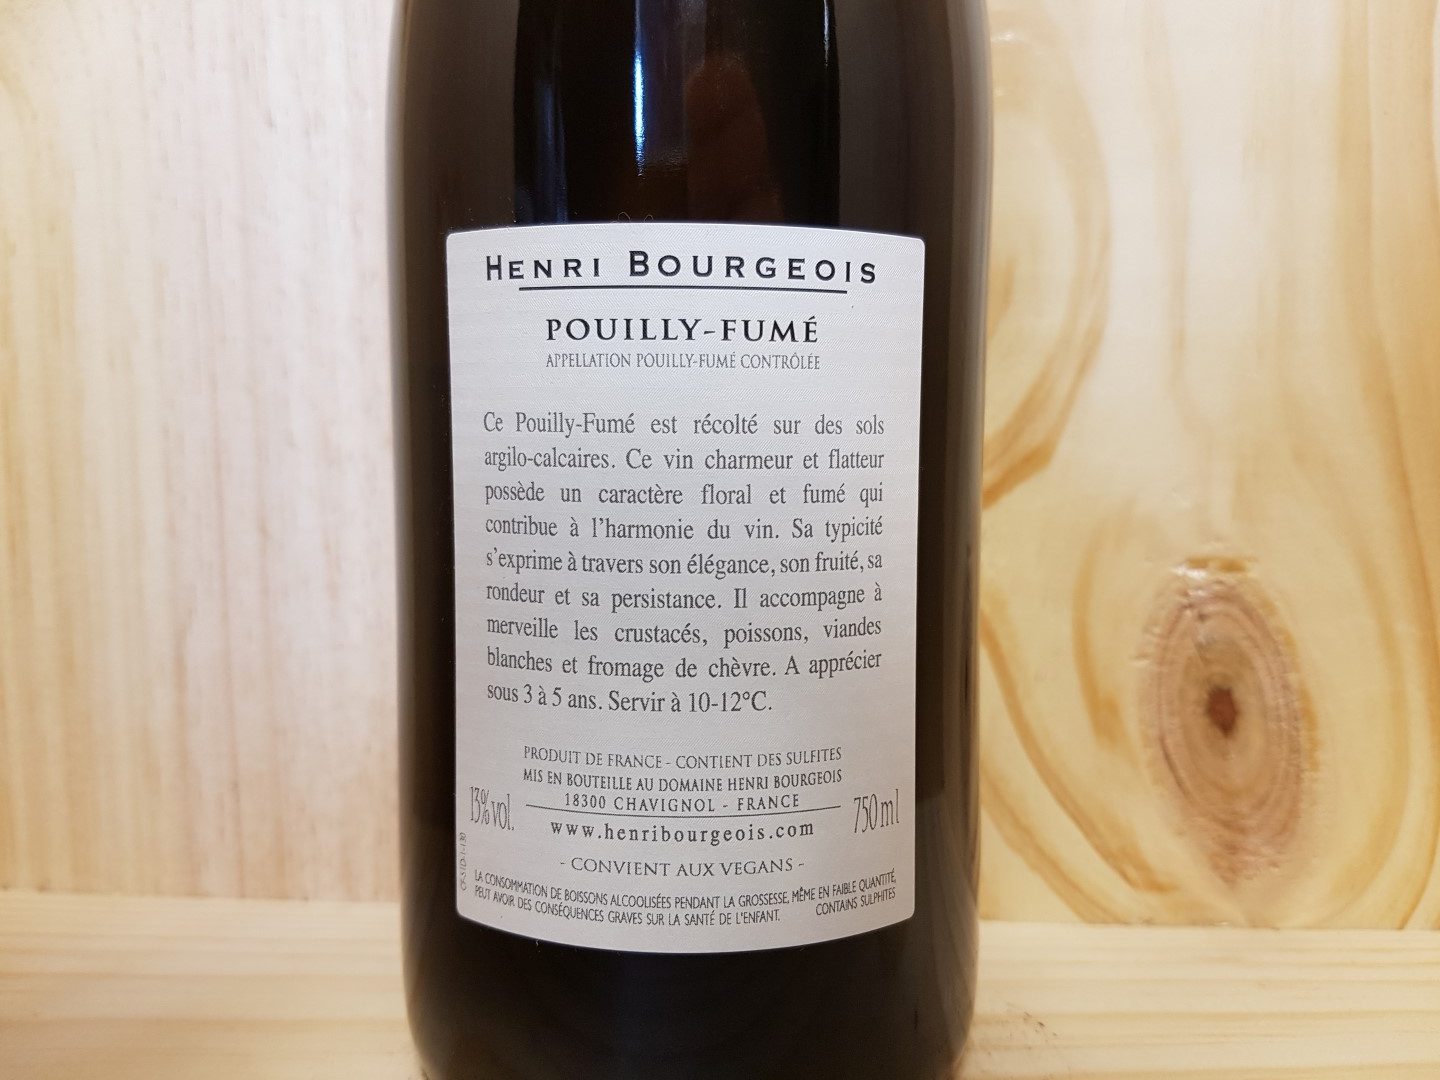 HENRI BOURGEOIS
POUILLY-FUMÉ
APPELLATION POUILLY-FUMÉ CONTRÔLÉE
Ce Pouilly-Fumé est récolté sur des sols
argilo-calcaires. Ce vin charmeur et flatteur
possède un caractère floral et fumé qui
contribue à l'harmonie du vin. Sa typicité
s'exprime à travers son élégance, son fruité, sa
rondeur et sa persistance. Il accompagne à
merveille les crustacés, poissons, viandes
blanches et fromage de chèvre. A apprécier
sous 3 à 5 ans. Servir à 10-12°C.
PRODUIT DE FRANCE - CONTIENT DES SULFITES
MIS EN BOUTEILLE AU DOMAINE HENRI BOURGEOIS
18300 CHAVIGNOL - FRANCE
13% vol.
750 ml
www.henribourgeois.com
- CONVIENT AUX VEGANS -
LA CONSOMMATION DE BOISSONS ALCOOLISÉES PENDANT LA GROSSESSE, MÊME EN FAIBLE QUANTITÉ,
PEUT AVOIR DES CONSÉQUENCES GRAVES SUR LA SANTÉ DE L'ENFANT. CONTAINS SULPHITES